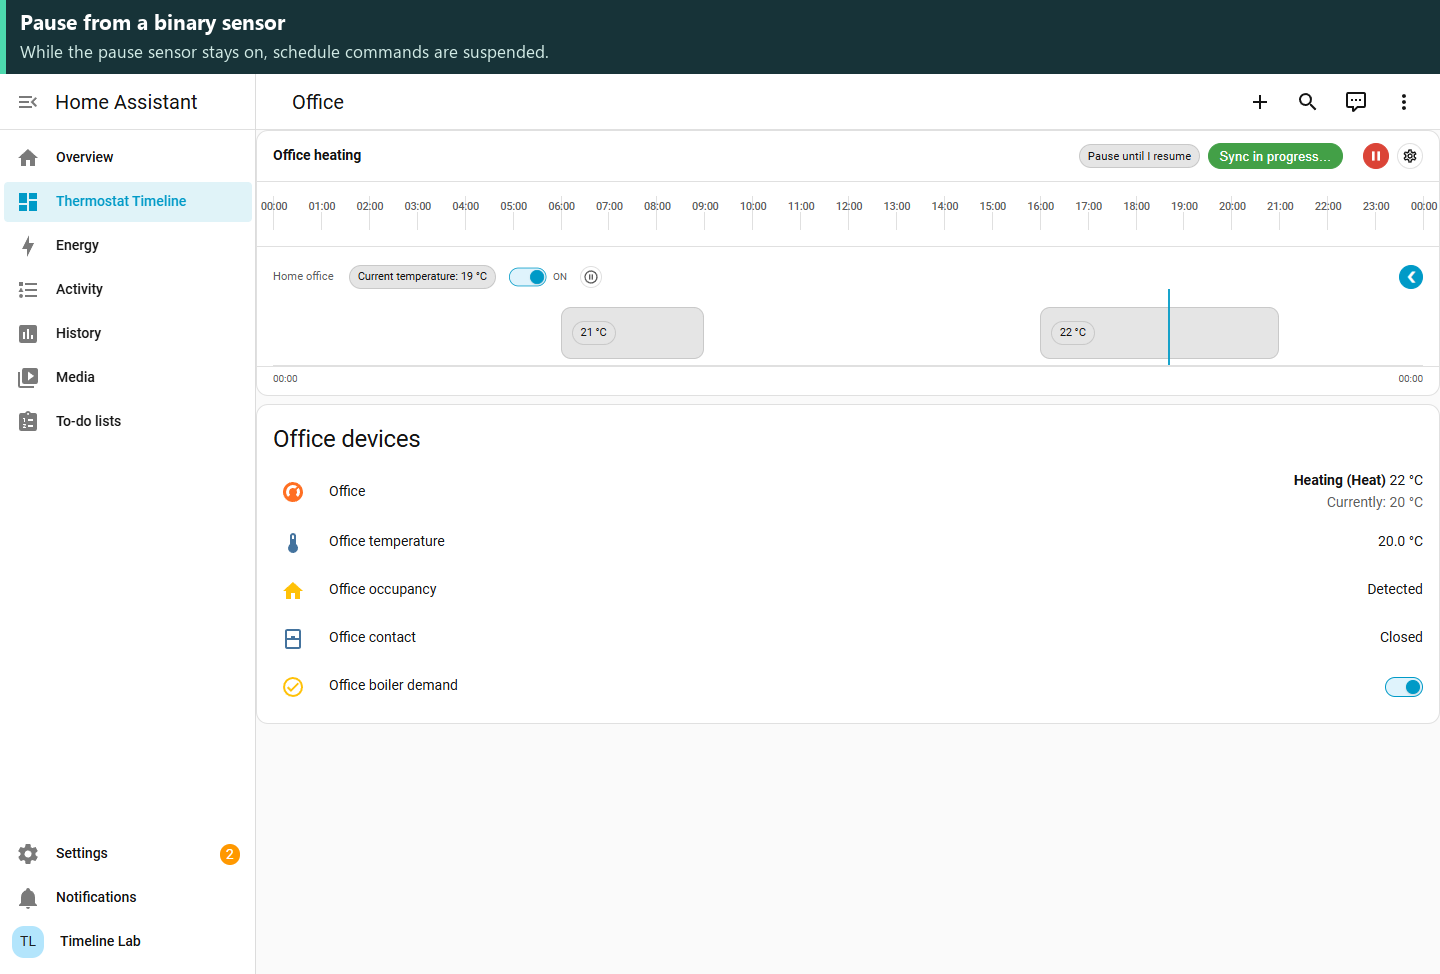 Pause from a binary sensor
While the pause sensor stays on, schedule commands are suspended.
Home Assistant
Office
Overview
Thermostat Timeline
Energy
Activity
History
Media
To-do lists
Settings
2
Notifications
TL
Timeline Lab
Office heating
Pause until I resume
Sync in progress...
00:00 01:00 02:00 03:00 04:00 05:00 06:00 07:00 08:00 09:00 10:00 11:00 12:00 13:00 14:00 15:00 16:00 17:00 18:00 19:00 20:00 21:00 22:00 23:00 00:00
Home office
Current temperature: 19 °C
ON
21 °C
22 °C
00:00
00:00
Office devices
Office
Heating (Heat) 22 °C
Currently: 20 °C
Office temperature
20.0 °C
Office occupancy
Detected
Office contact
Closed
Office boiler demand